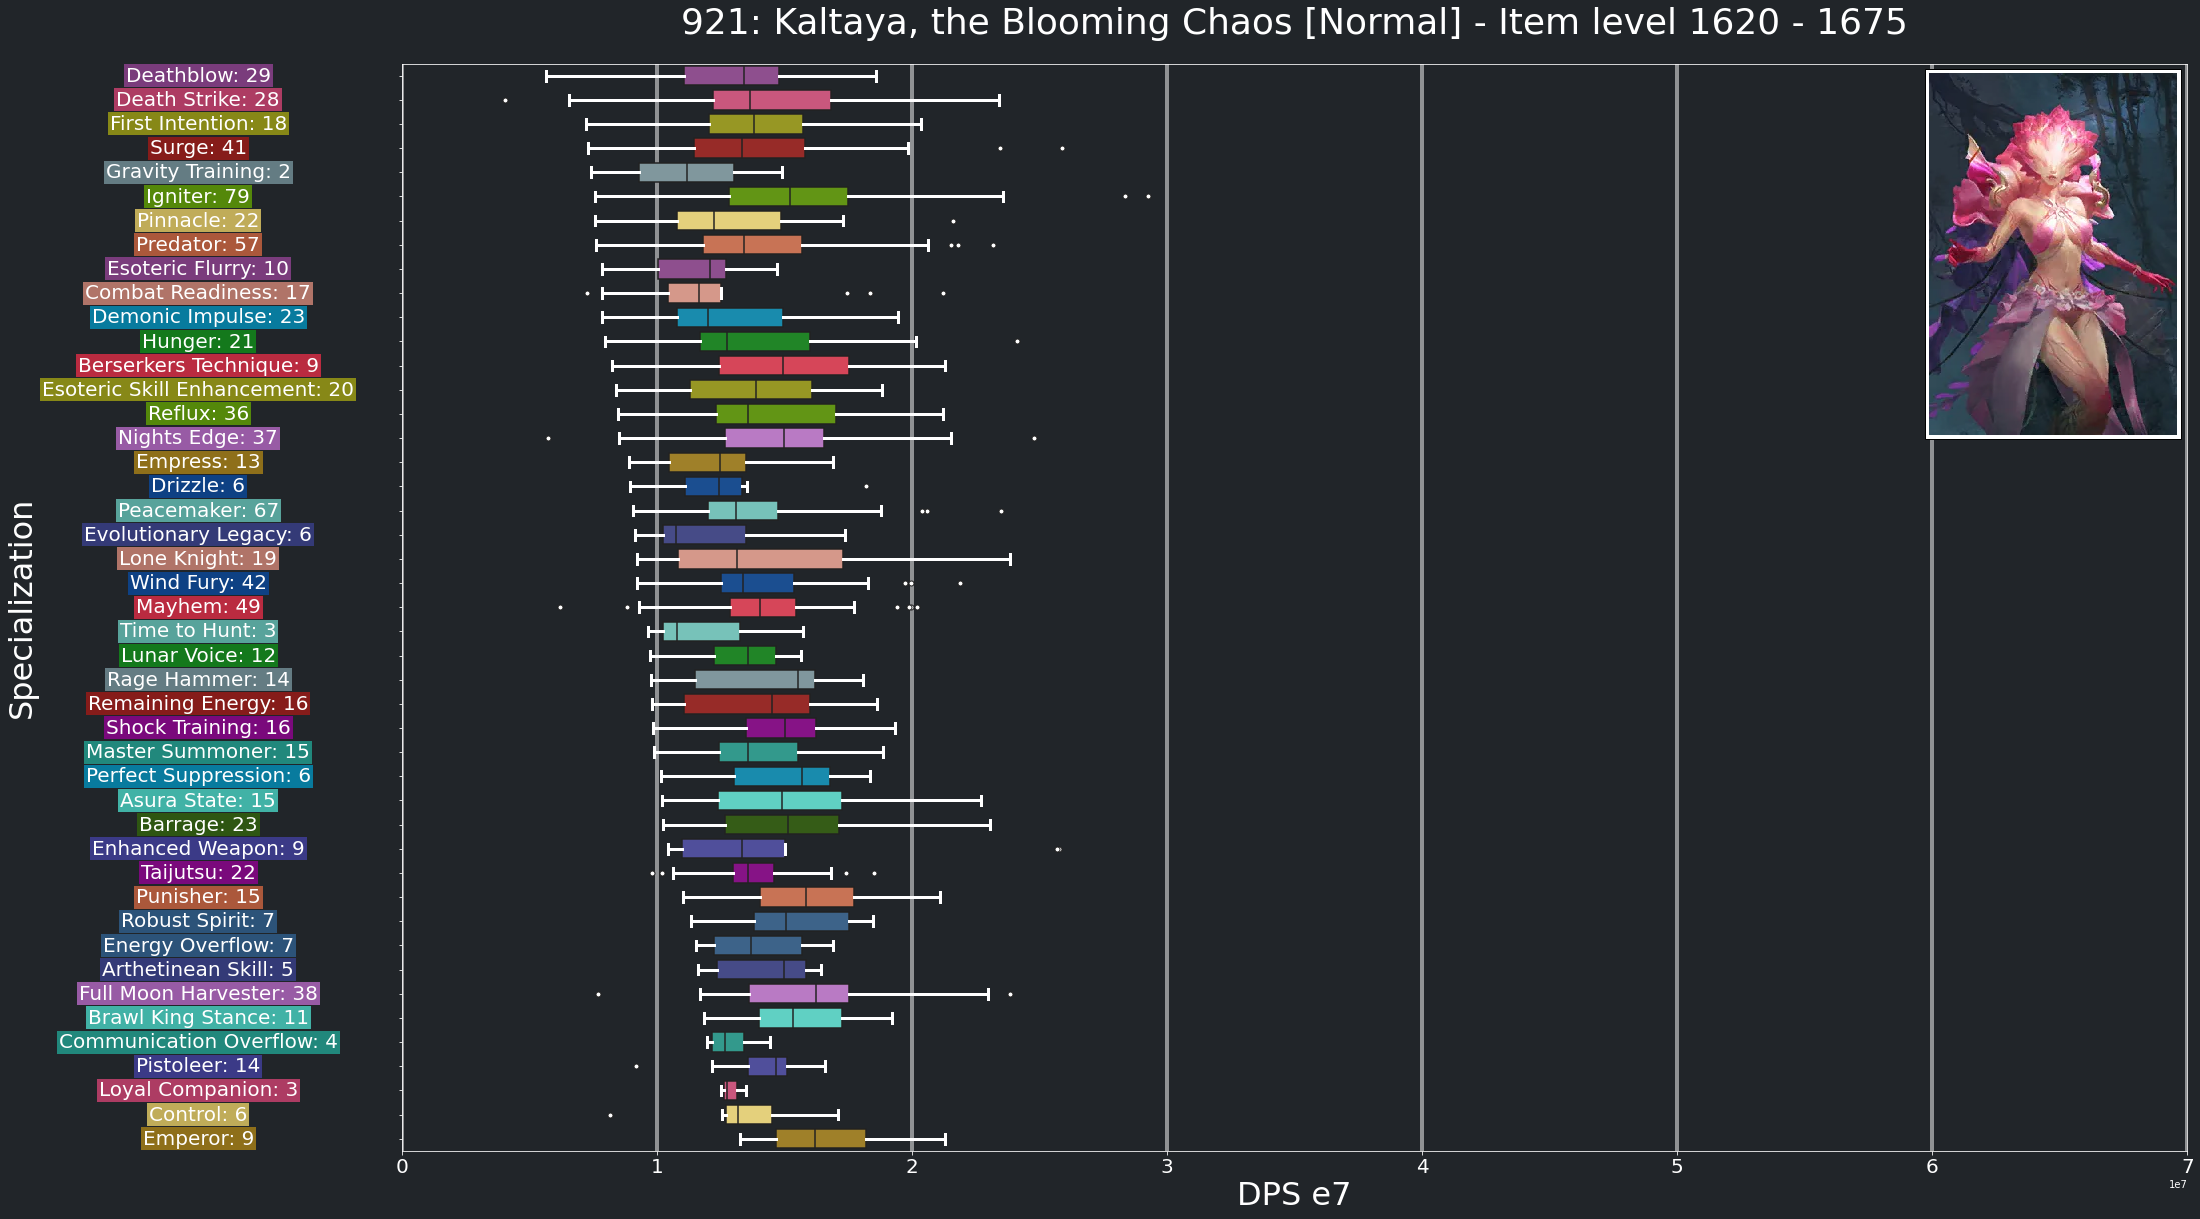 921: Kaltaya, the Blooming Chaos [Normal] - Item level 1620 - 1675
Specialization
Deathblow: 29
Death Strike: 28
First Intention: 18
Surge: 41
Gravity Training: 2
Igniter: 79
Pinnacle: 22
Predator: 57
Esoteric Flurry: 10
Combat Readiness: 17
Demonic Impulse: 23
Hunger: 21
Berserkers Technique: 9
Esoteric Skill Enhancement: 20
Reflux: 36
Nights Edge: 37
Empress: 13
Drizzle: 6
Peacemaker: 67
Evolutionary Legacy: 6
Lone Knight: 19
Wind Fury: 42
Mayhem: 49
Time to Hunt: 3
Lunar Voice: 12
Rage Hammer: 14
Remaining Energy: 16
Shock Training: 16
Master Summoner: 15
Perfect Suppression: 6
Asura State: 15
Barrage: 23
Enhanced Weapon: 9
Taijutsu: 22
Punisher: 15
Robust Spirit: 7
Energy Overflow: 7
Arthetinean Skill: 5
Full Moon Harvester: 38
Brawl King Stance: 11
Communication Overflow: 4
Pistoleer: 14
Loyal Companion: 3
Control: 6
Emperor: 9
0 1 2 3 4 5 6 7
1e7
DPS e7